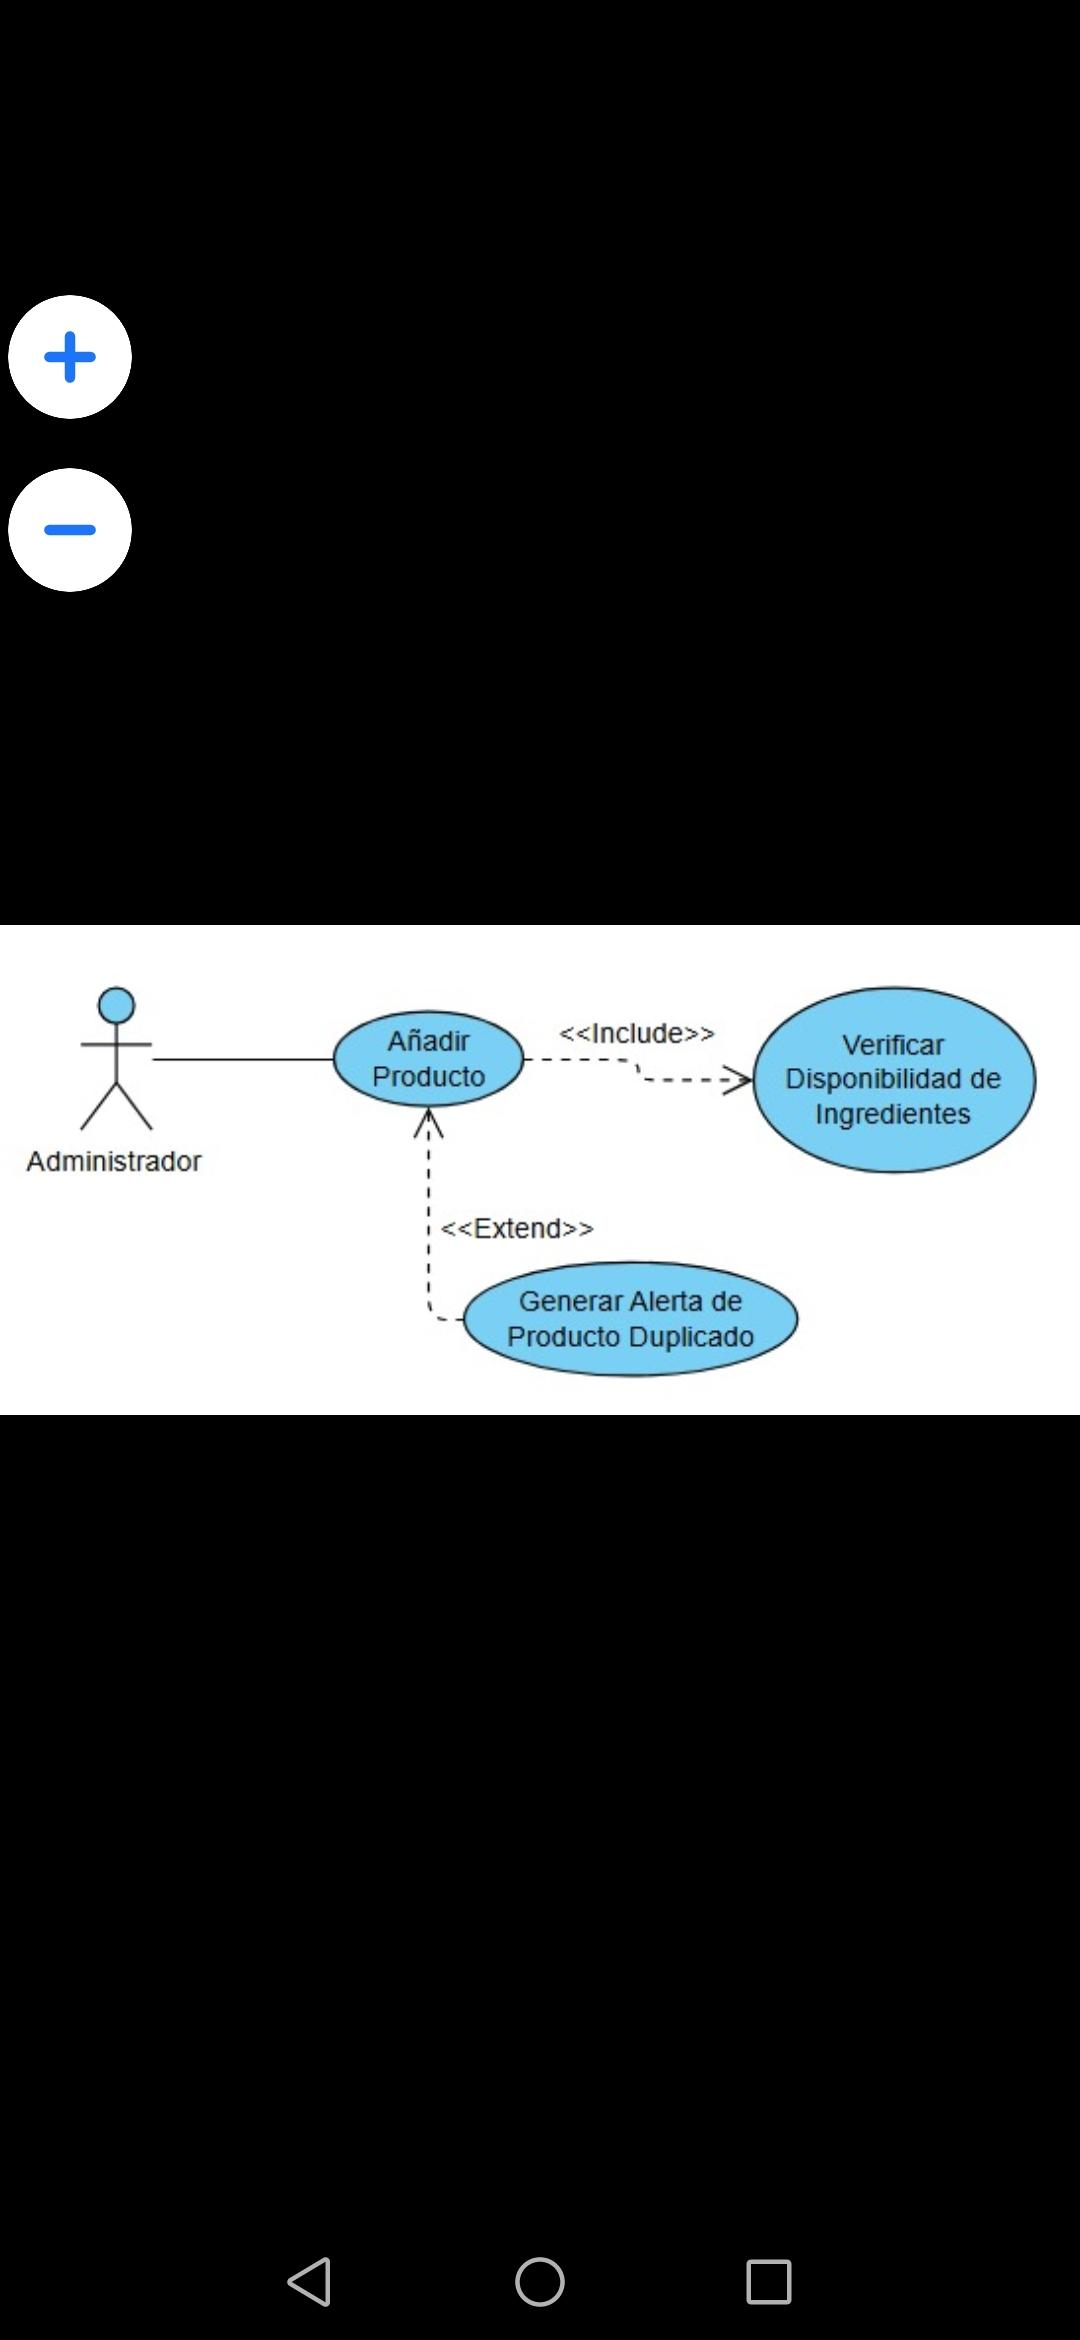 Añadir
Producto
<<Include>>
Verificar
Disponibilidad de
Ingredientes
Administrador
<<Extend>>
Generar Alerta de
Producto Duplicado